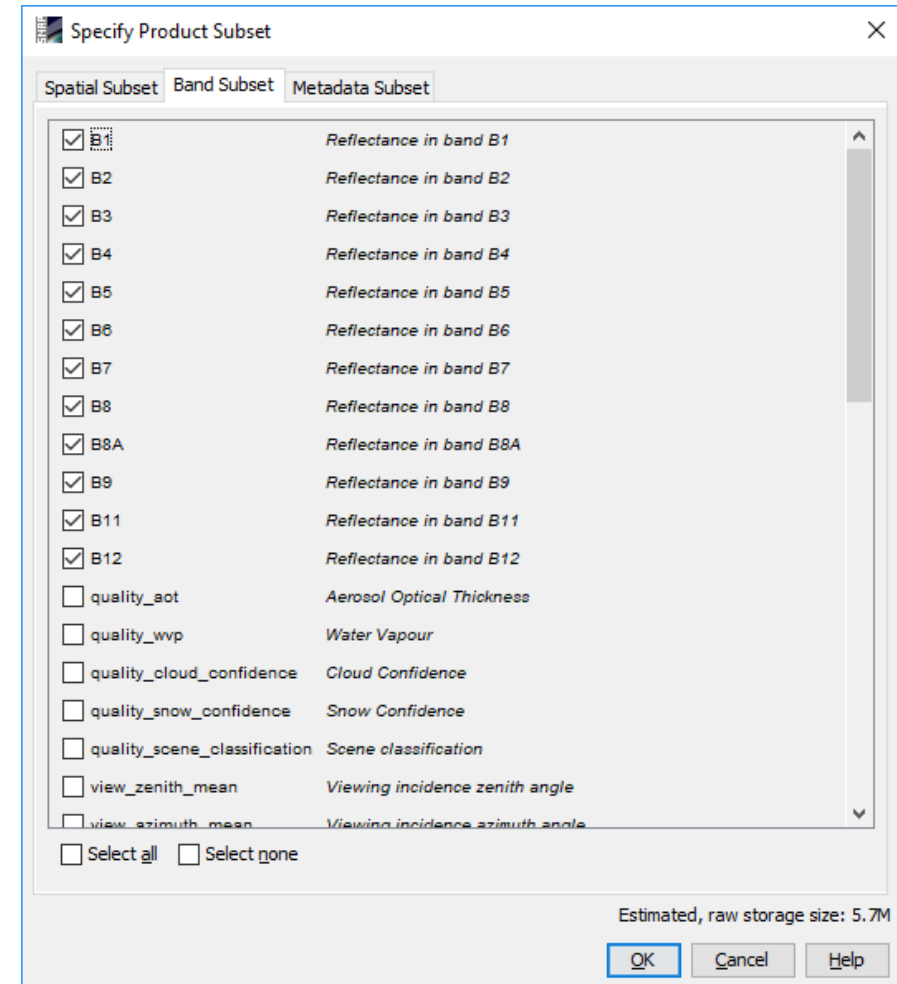 Specify Product Subset
Spatial Subset Band Subset Metadata Subset
B1 Reflectance in band B1
B2 Reflectance in band B2
B3 Reflectance in band B3
B4 Reflectance in band B4
B5 Reflectance in band B5
B6 Reflectance in band B6
B7 Reflectance in band B7
B8 Reflectance in band B8
B8A Reflectance in band B8A
B9 Reflectance in band B9
B11 Reflectance in band B11
B12 Reflectance in band B12
quality_aot Aerosol Optical Thickness
quality_wvp Water Vapour
quality_cloud_confidence Cloud Confidence
quality_snow_confidence Snow Confidence
quality_scene_classification Scene classification
view_zenith_mean Viewing incidence zenith angle
view_azimuth_mean Viewing incidence azimuth angle
Select all Select none
Estimated, raw storage size: 5.7M
OK Cancel Help